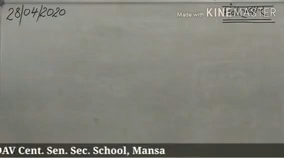 28/04/2020
Made with KINEMASTER
DAV Cent. Sen. Sec. School, Mansa